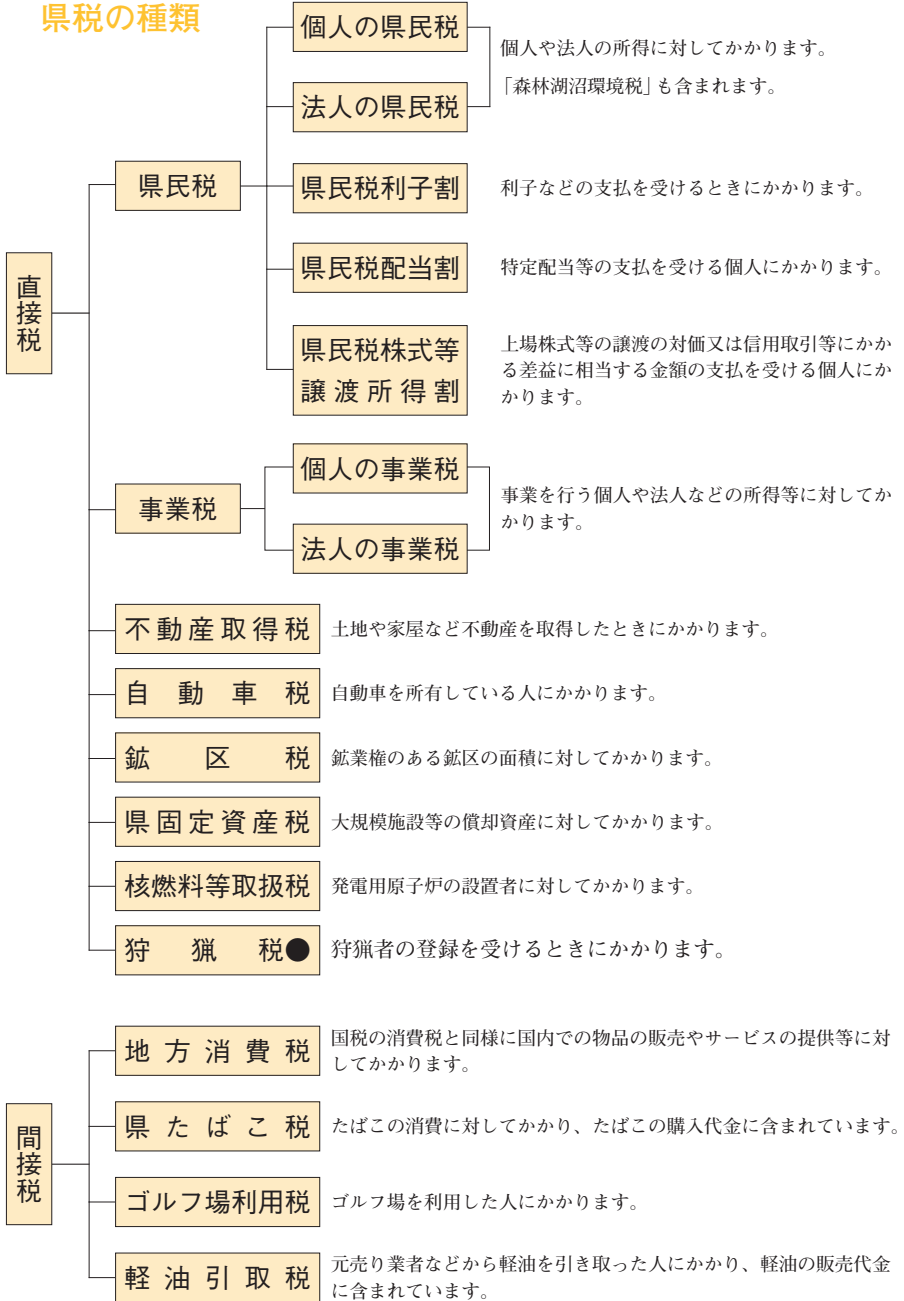 県税の種類
個人の県民税
法人の県民税
個人や法人の所得に対してかかります。
「森林湖沼環境税」も含まれます。
直接税
県民税
県民税利子割
利子などの支払を受けるときにかかります。
県民税配当割
特定配当等の支払を受ける個人にかかります。
県民税株式等
譲渡所得割
上場株式等の譲渡の対価又は信用取引等にかか
る差益に相当する金額の支払を受ける個人にか
かります。
事業税
個人の事業税
法人の事業税
事業を行う個人や法人などの所得等に対してか
かります。
不動産取得税
土地や家屋など不動産を取得したときにかかります。
自動車税
自動車を所有している人にかかります。
鉱区税
鉱業権のある鉱区の面積に対してかかります。
県固定資産税
大規模施設等の償却資産に対してかかります。
核燃料等取扱税
発電用原子炉の設置者に対してかかります。
狩猟税●
狩猟者の登録を受けるときにかかります。
間接税
地方消費税
国税の消費税と同様に国内での物品の販売やサービスの提供等に対
してかかります。
県たばこ税
たばこの消費に対してかかり、たばこの購入代金に含まれています。
ゴルフ場利用税
ゴルフ場を利用した人にかかります。
軽油引取税
元売り業者などから軽油を引き取った人にかかり、軽油の販売代金
に含まれています。